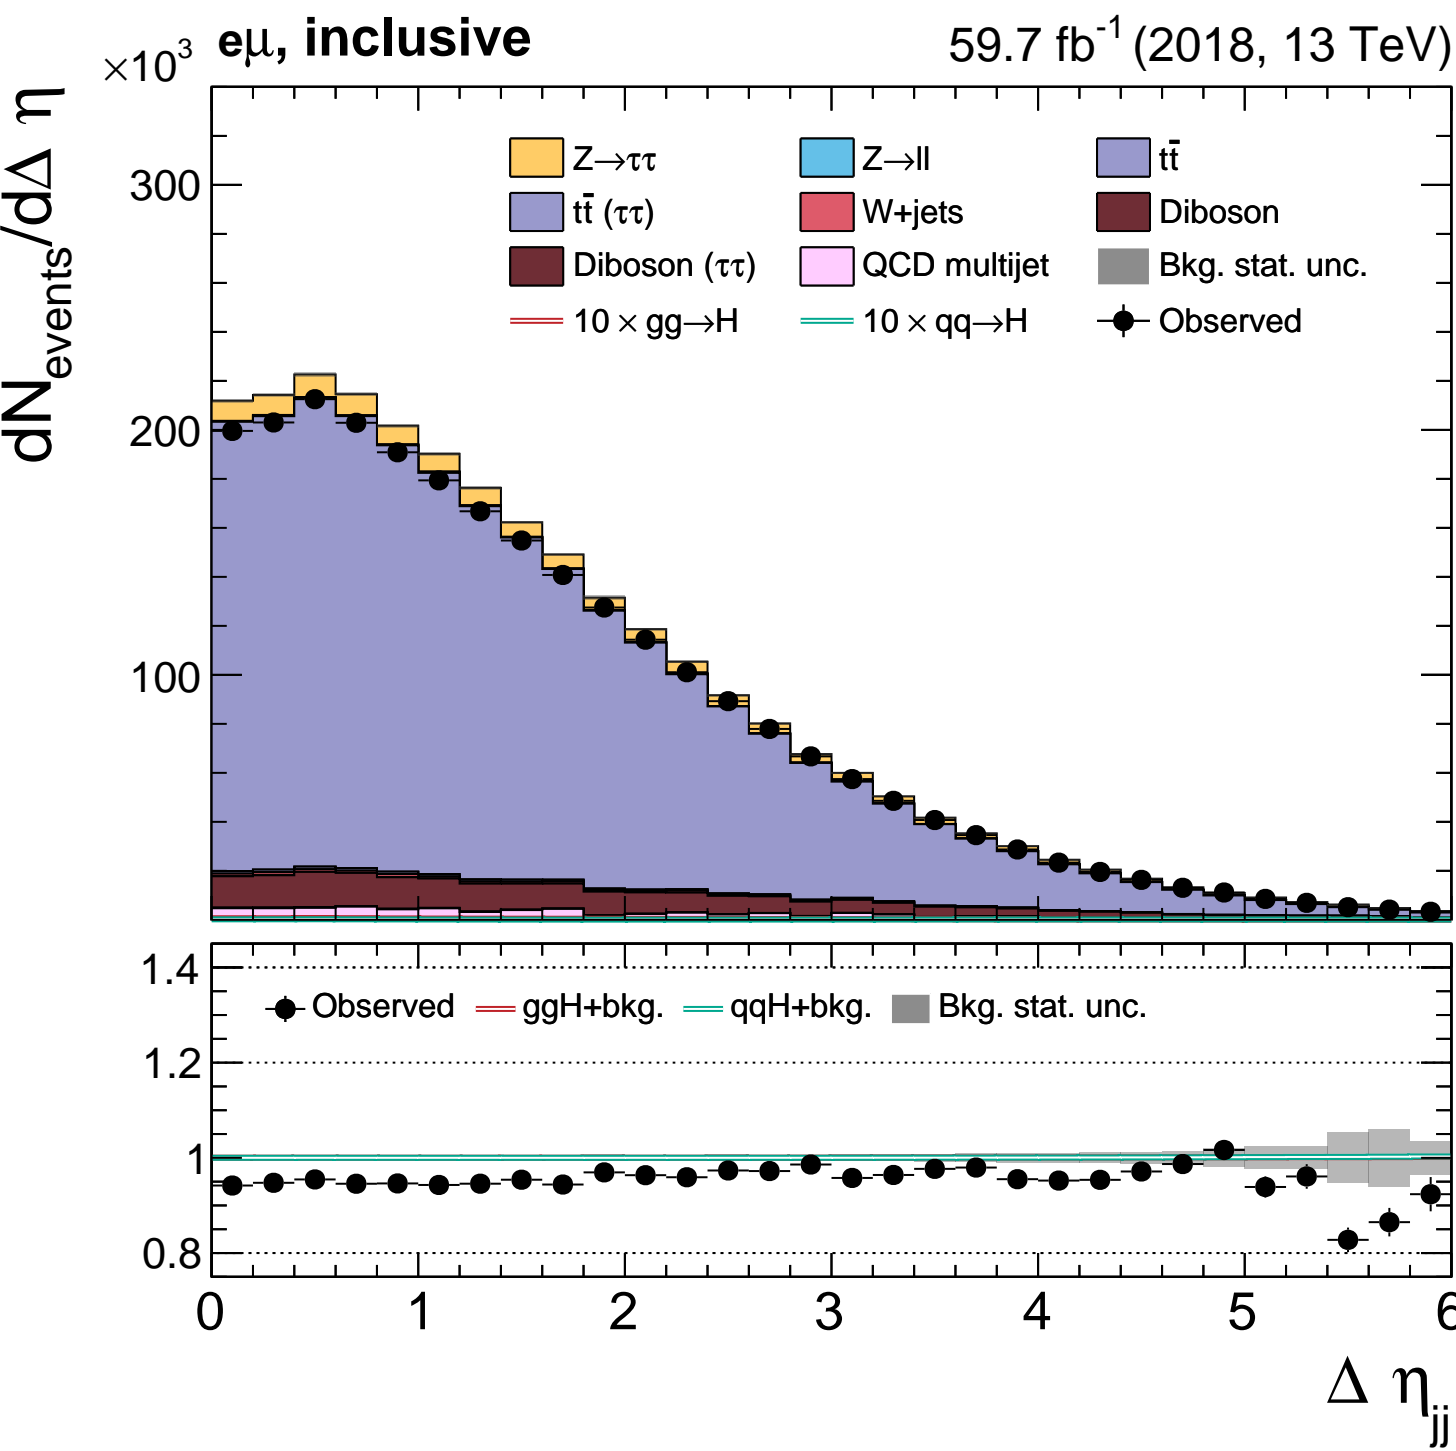 ×10³ eμ, inclusive 59.7 fb⁻¹ (2018, 13 TeV)
dN_events/dΔ η
300
200
100
Z→ττ Z→ll tt̄
tt̄ (ττ) W+jets Diboson
Diboson (ττ) QCD multijet Bkg. stat. unc.
10 × gg→H 10 × qq→H Observed
1.4
Observed ggH+bkg. qqH+bkg. Bkg. stat. unc.
1.2
1
0.8
0 1 2 3 4 5 6
Δ η_jj